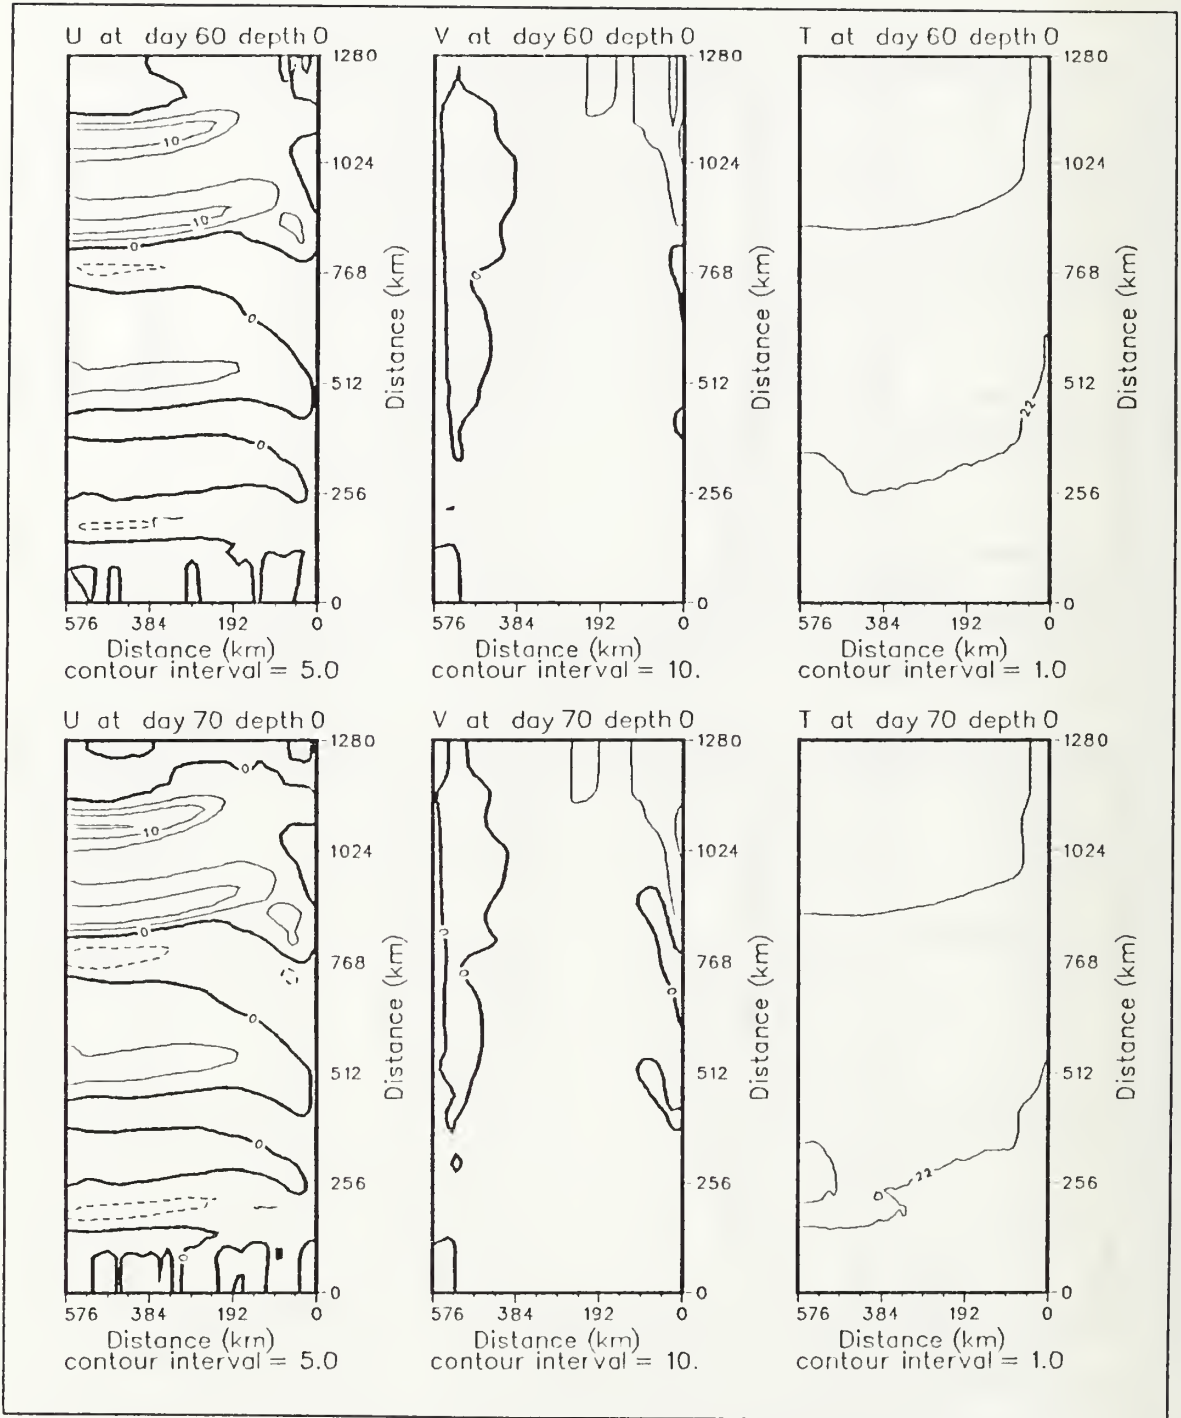 U at day 60 depth 0
V at day 60 depth 0
T at day 60 depth 0
1280
1024
768
512
256
0
Distance (km)
10
10
0
0
0
576 384 192 0
Distance (km)
contour interval = 5.0
1280
1024
768
512
256
0
Distance (km)
0
576 384 192 0
Distance (km)
contour interval = 10.
1280
1024
768
512
256
0
Distance (km)
22
576 384 192 0
Distance (km)
contour interval = 1.0
U at day 70 depth 0
V at day 70 depth 0
T at day 70 depth 0
1280
1024
768
512
256
0
Distance (km)
0
10
0
0
0
0
576 384 192 0
Distance (km)
contour interval = 5.0
1280
1024
768
512
256
0
Distance (km)
0
0
0
576 384 192 0
Distance (km)
contour interval = 10.
1280
1024
768
512
256
0
Distance (km)
22
576 384 192 0
Distance (km)
contour interval = 1.0